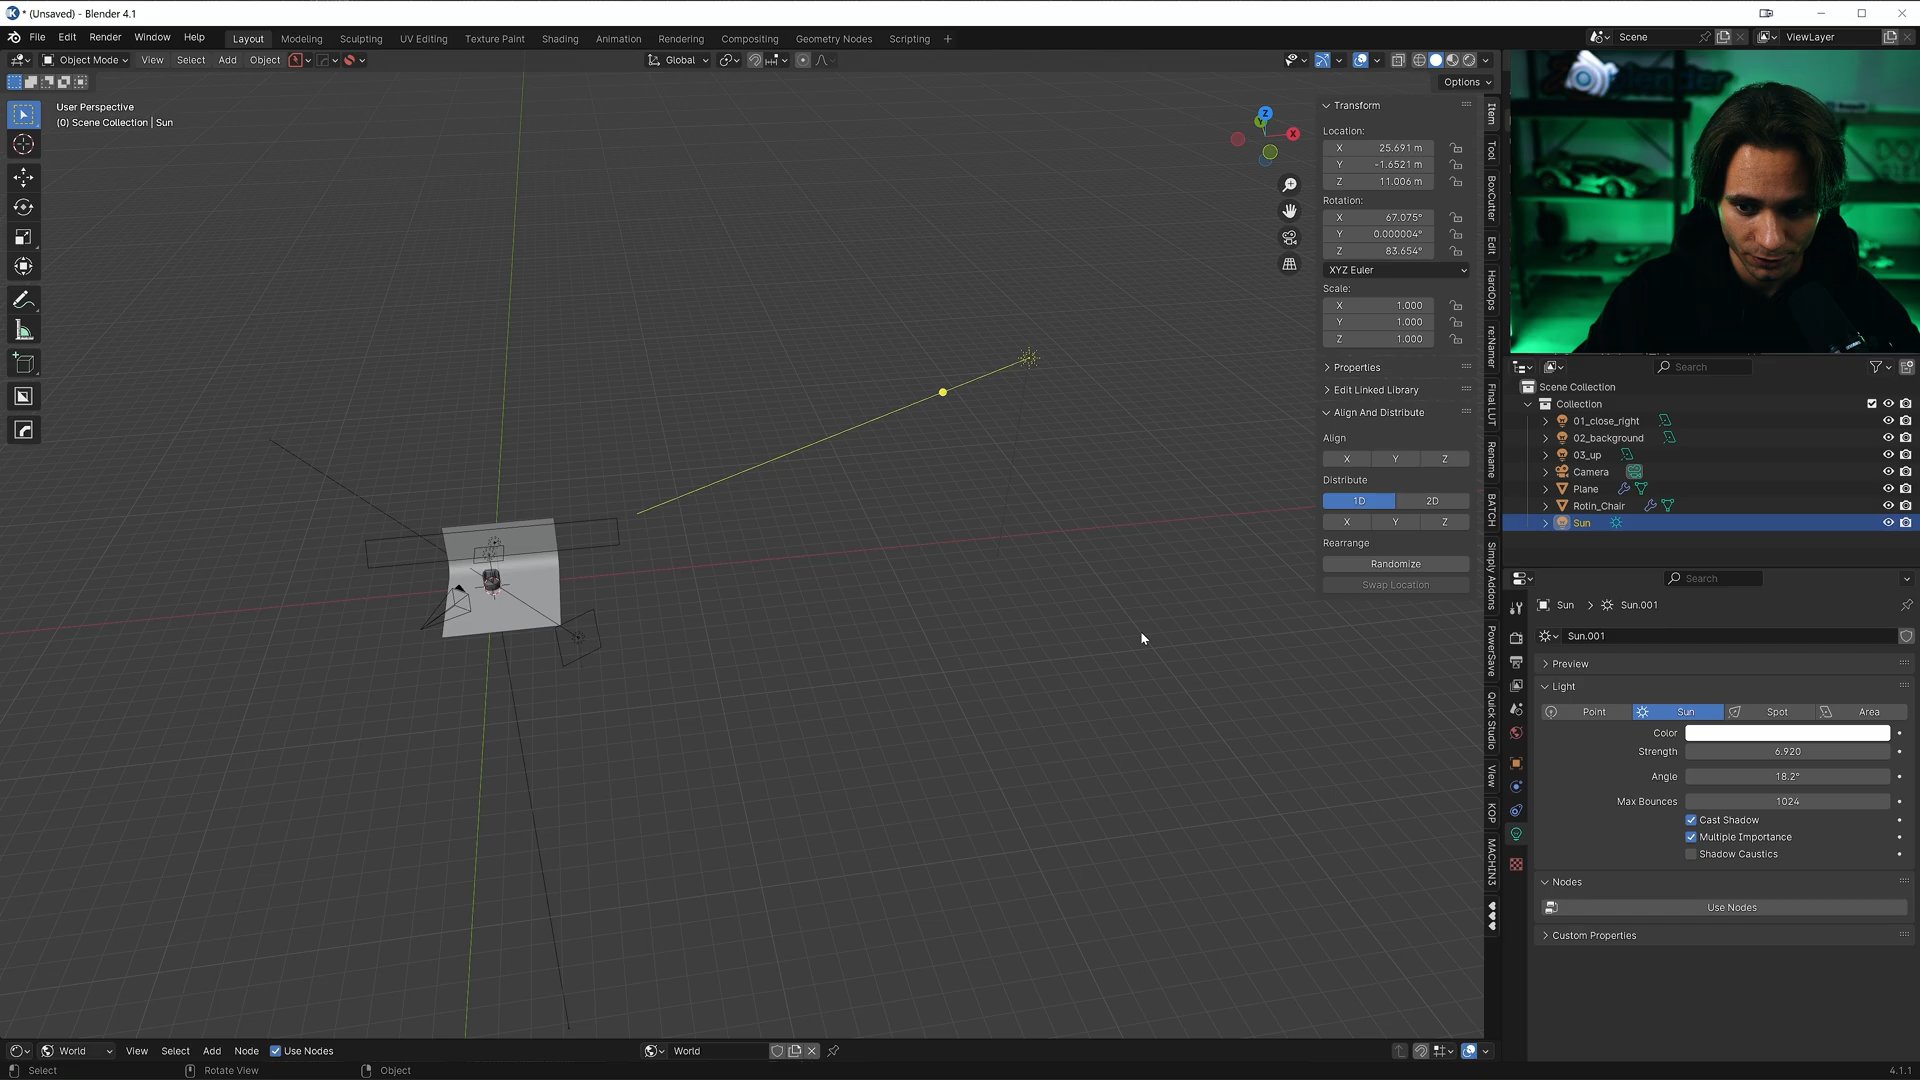 * (Unsaved) - Blender 4.1
File Edit Render Window Help
Layout Modeling Sculpting UV Editing Texture Paint Shading Animation Rendering Compositing Geometry Nodes Scripting +
Scene
ViewLayer
Object Mode View Select Add Object
Global
Options
User Perspective
(0) Scene Collection | Sun
Z
X
Transform
Location:
X 25.691 m
Y -1.6521 m
Z 11.006 m
Rotation:
X 67.075°
Y 0.000004°
Z 83.654°
XYZ Euler
Scale:
X 1.000
Y 1.000
Z 1.000
Properties
Edit Linked Library
Align And Distribute
Align
X Y Z
Distribute
1D 2D
X Y Z
Rearrange
Randomize
Swap Location
Item
Tool
BoxCutter
Edit
HardOps
re:Namer
Final LUT
Rename
BATCH
Simply Addons
PowerSave
Quick Studio
View
KOP
MACHIN3
Search
Scene Collection
Collection
01_close_right
02_background
03_up
Camera
Plane
Rotin_Chair
Sun
Search
Sun > Sun.001
Sun.001
Preview
Light
Point Sun Spot Area
Color
Strength 6.920
Angle 18.2°
Max Bounces 1024
Cast Shadow
Multiple Importance
Shadow Caustics
Nodes
Use Nodes
Custom Properties
World View Select Add Node Use Nodes
World
Select Rotate View Object
4.1.1